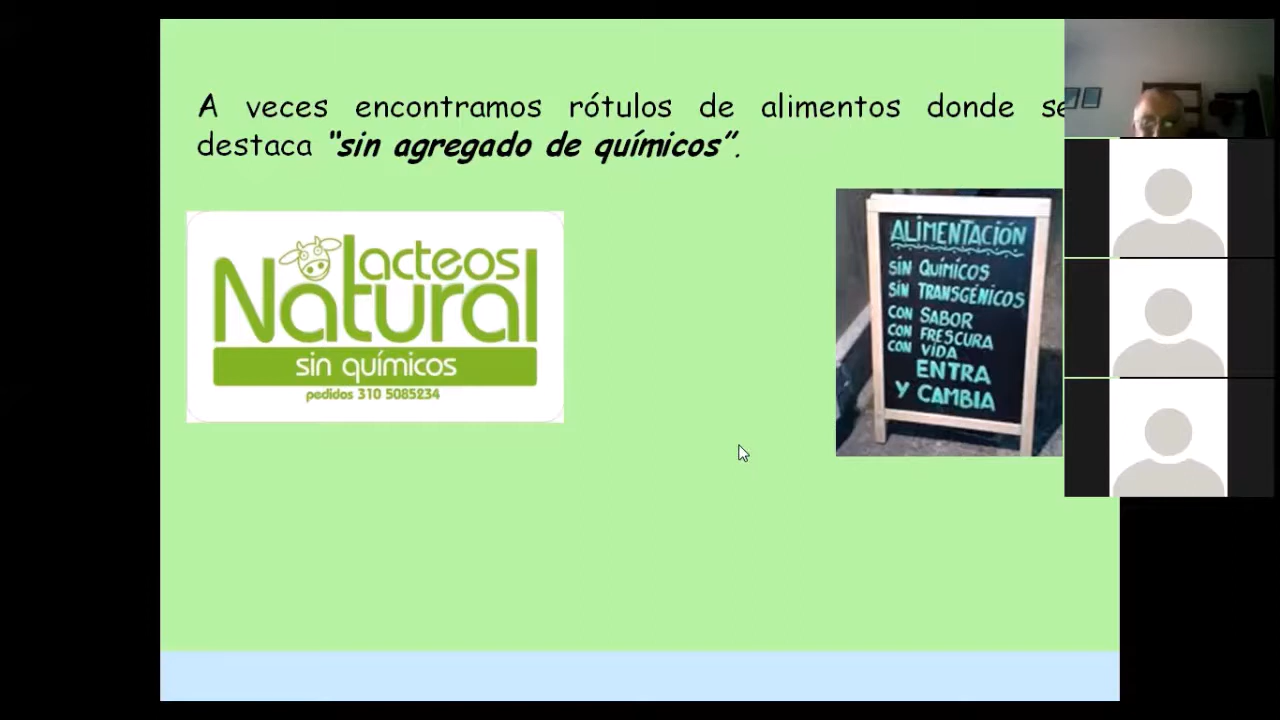 A veces encontramos rótulos de alimentos donde se
destaca "sin agregado de químicos".
lacteos
Natural
sin químicos
pedidos 310 5085234
ALIMENTACIÓN
SIN QUÍMICOS
SIN TRANSGÉNICOS
CON SABOR
CON FRESCURA
CON VIDA
ENTRA
Y CAMBIA